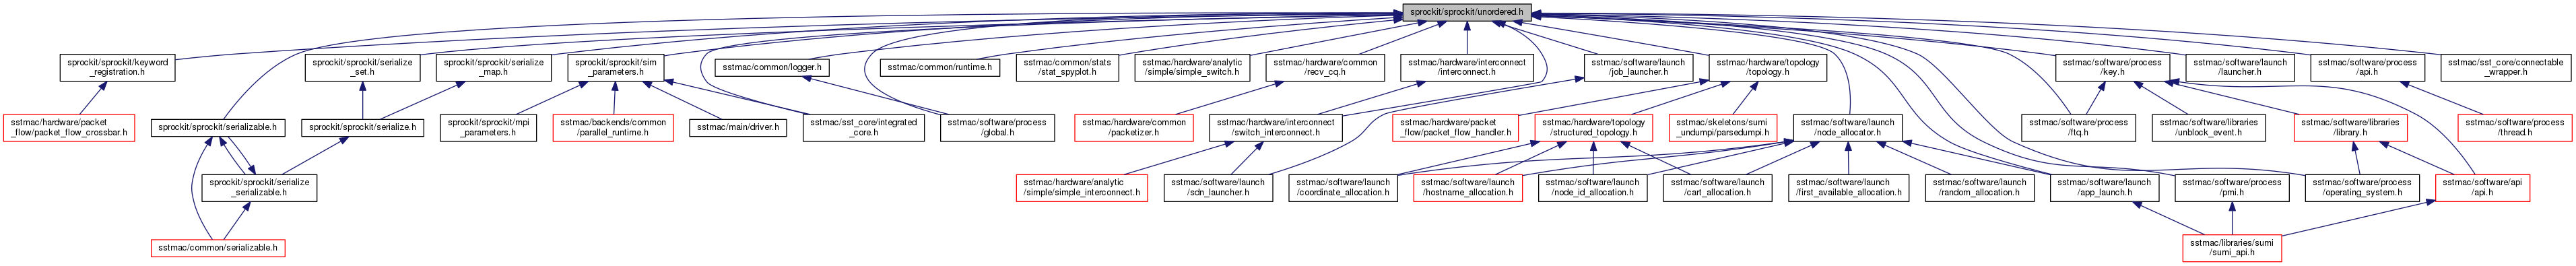 sprockit/sprockit/unordered.h
sprockit/sprockit/keyword
_registration.h
sprockit/sprockit/serialize
_set.h
sprockit/sprockit/serialize
_map.h
sprockit/sprockit/sim
_parameters.h
sstmac/common/logger.h
sstmac/common/runtime.h
sstmac/common/stats
/stat_spyplot.h
sstmac/hardware/analytic
/simple/simple_switch.h
sstmac/hardware/common
/recv_cq.h
sstmac/hardware/interconnect
/interconnect.h
sstmac/software/launch
/job_launcher.h
sstmac/hardware/topology
/topology.h
sstmac/software/process
/key.h
sstmac/software/launch
/launcher.h
sstmac/software/process
/api.h
sstmac/sst_core/connectable
_wrapper.h
sstmac/hardware/packet
_flow/packet_flow_crossbar.h
sprockit/sprockit/serializable.h
sprockit/sprockit/serialize.h
sprockit/sprockit/mpi
_parameters.h
sstmac/backends/common
/parallel_runtime.h
sstmac/main/driver.h
sstmac/sst_core/integrated
_core.h
sstmac/software/process
/global.h
sstmac/hardware/common
/packetizer.h
sstmac/hardware/interconnect
/switch_interconnect.h
sstmac/hardware/packet
_flow/packet_flow_handler.h
sstmac/hardware/topology
/structured_topology.h
sstmac/skeletons/sumi
_undumpi/parsedumpi.h
sstmac/software/launch
/node_allocator.h
sstmac/software/process
/ftq.h
sstmac/software/libraries
/unblock_event.h
sstmac/software/libraries
/library.h
sstmac/software/process
/thread.h
sprockit/sprockit/serialize
_serializable.h
sstmac/hardware/analytic
/simple/simple_interconnect.h
sstmac/software/launch
/sdn_launcher.h
sstmac/software/launch
/coordinate_allocation.h
sstmac/software/launch
/hostname_allocation.h
sstmac/software/launch
/node_id_allocation.h
sstmac/software/launch
/cart_allocation.h
sstmac/software/launch
/first_available_allocation.h
sstmac/software/launch
/random_allocation.h
sstmac/software/launch
/app_launch.h
sstmac/software/process
/pmi.h
sstmac/software/process
/operating_system.h
sstmac/software/api
/api.h
sstmac/common/serializable.h
sstmac/libraries/sumi
/sumi_api.h